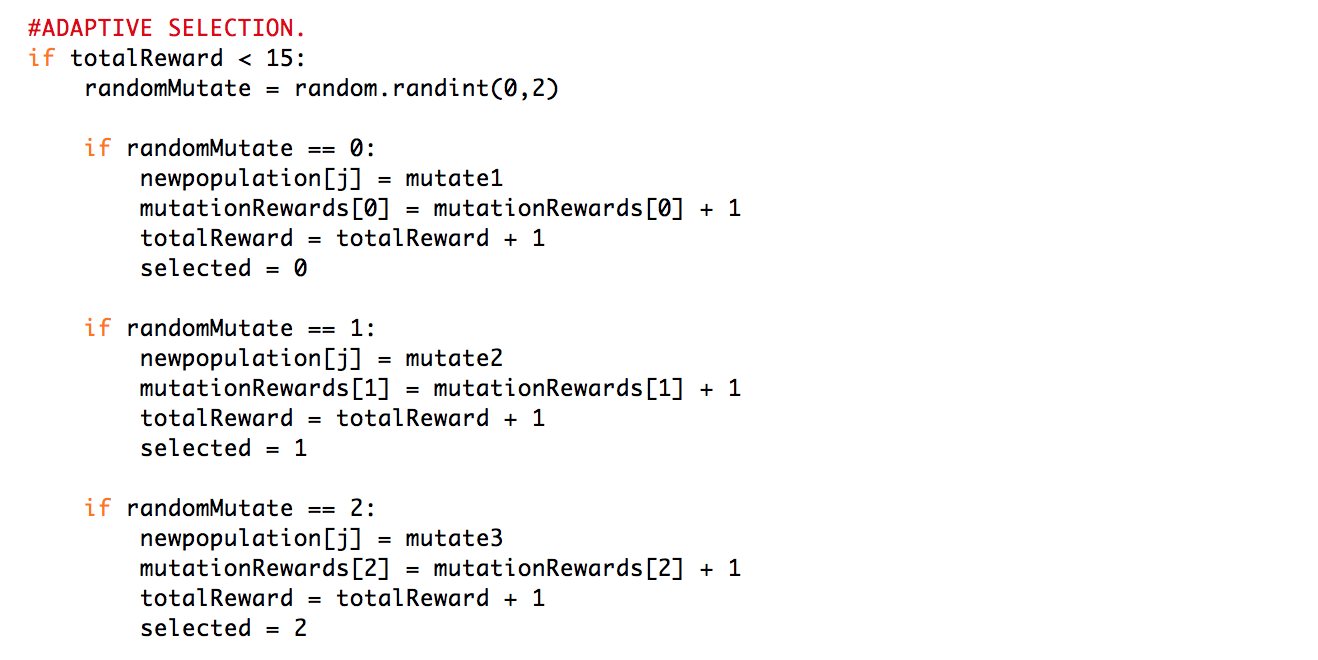 #ADAPTIVE SELECTION.
if totalReward < 15:
    randomMutate = random.randint(0,2)

    if randomMutate == 0:
        newpopulation[j] = mutate1
        mutationRewards[0] = mutationRewards[0] + 1
        totalReward = totalReward + 1
        selected = 0

    if randomMutate == 1:
        newpopulation[j] = mutate2
        mutationRewards[1] = mutationRewards[1] + 1
        totalReward = totalReward + 1
        selected = 1

    if randomMutate == 2:
        newpopulation[j] = mutate3
        mutationRewards[2] = mutationRewards[2] + 1
        totalReward = totalReward + 1
        selected = 2